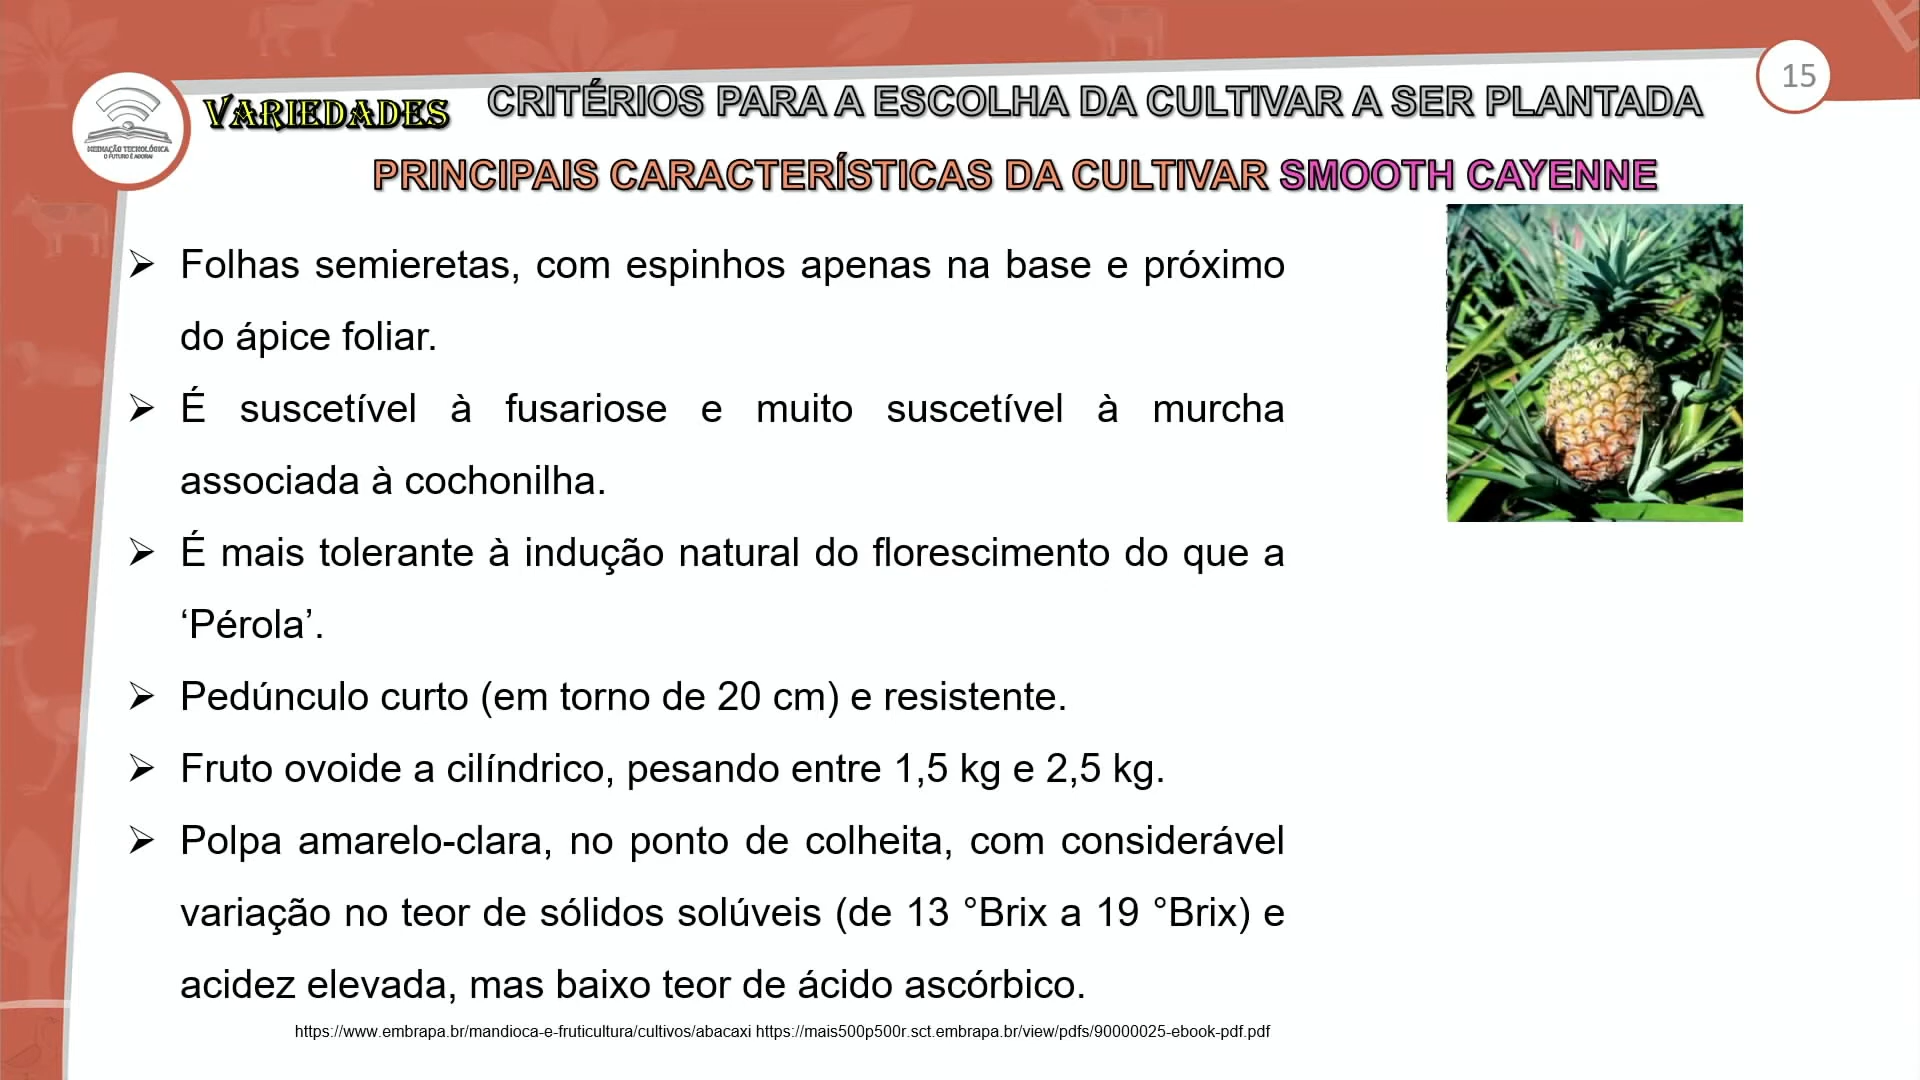 15
VARIEDADES CRITÉRIOS PARA A ESCOLHA DA CULTIVAR A SER PLANTADA
MEDIAÇÃO TECNOLÓGICA
O FUTURO É AGORA!
PRINCIPAIS CARACTERÍSTICAS DA CULTIVAR SMOOTH CAYENNE
➢ Folhas semieretas, com espinhos apenas na base e próximo
do ápice foliar.
➢ É suscetível à fusariose e muito suscetível à murcha
associada à cochonilha.
➢ É mais tolerante à indução natural do florescimento do que a
‘Pérola’.
➢ Pedúnculo curto (em torno de 20 cm) e resistente.
➢ Fruto ovoide a cilíndrico, pesando entre 1,5 kg e 2,5 kg.
➢ Polpa amarelo-clara, no ponto de colheita, com considerável
variação no teor de sólidos solúveis (de 13 °Brix a 19 °Brix) e
acidez elevada, mas baixo teor de ácido ascórbico.
https://www.embrapa.br/mandioca-e-fruticultura/cultivos/abacaxi https://mais500p500r.sct.embrapa.br/view/pdfs/90000025-ebook-pdf.pdf